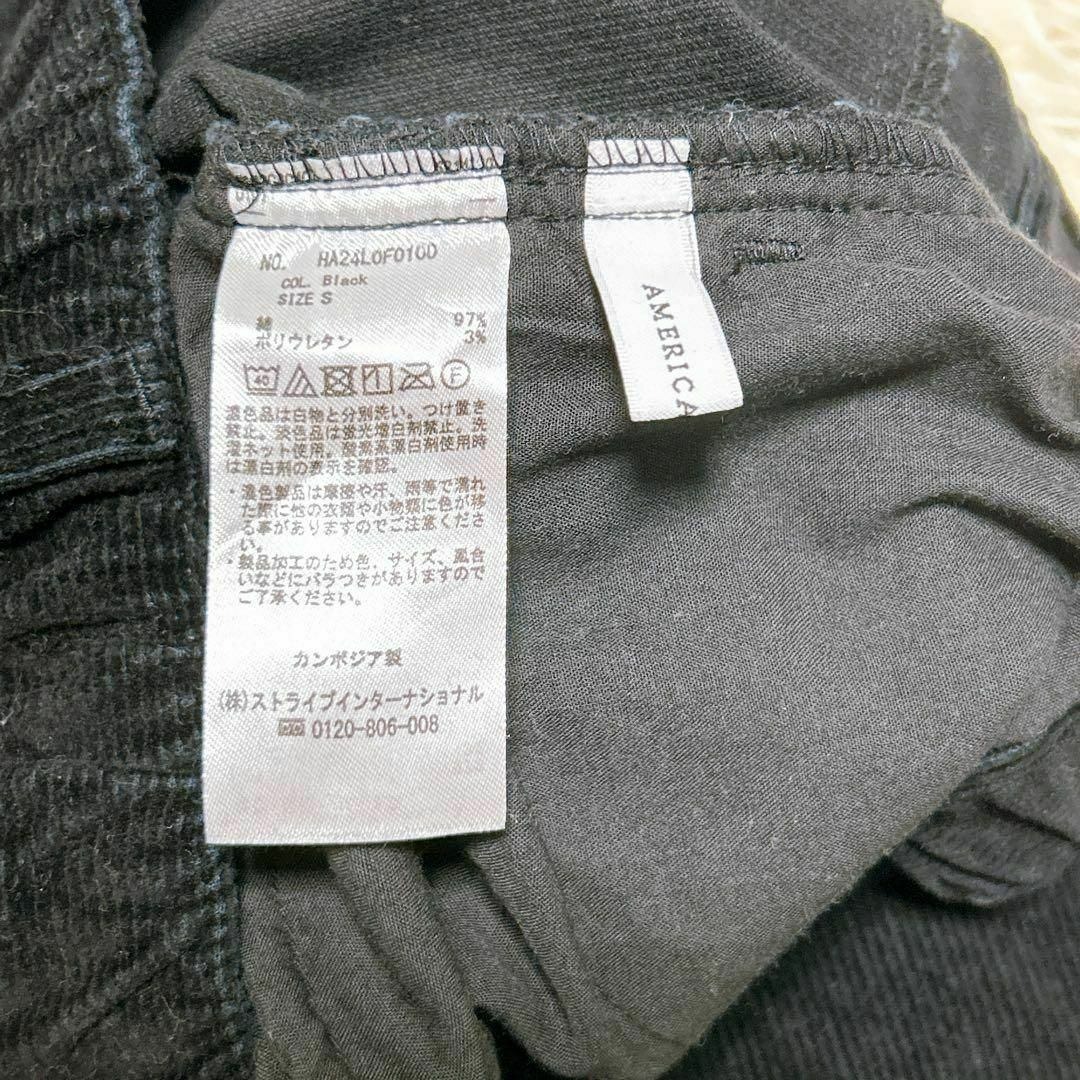 NO. HA24L0F0100
COL. Black
SIZE S
綿 97%
ポリウレタン 3%
40
F
濃色品は白物と分別洗い。つけ置き
禁止。淡色品は蛍光増白剤禁止。洗
濯ネット使用。酸素系漂白剤使用時
は漂白剤の表示を確認。
・濃色製品は摩擦や汗、雨等で濡れ
た際に他の衣類や小物類に色が移
る事がありますのでご注意くださ
い。
・製品加工のため色、サイズ、風合
いなどにバラつきがありますので
ご了承ください。
カンボジア製
(株)ストライプインターナショナル
0120-806-008
AMERICA